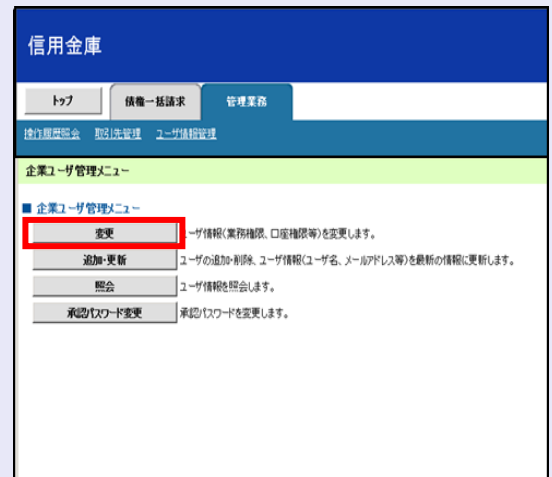 信用金庫
トップ 債権一括請求 管理業務
操作履歴照会 取引先管理 ユーザ情報管理
企業ユーザ管理メニュー
■ 企業ユーザ管理メニュー
変更 ユーザ情報(業務権限、口座権限等)を変更します。
追加・更新 ユーザの追加・削除、ユーザ情報(ユーザ名、メールアドレス等)を最新の情報に更新します。
照会 ユーザ情報を照会します。
承認パスワード変更 承認パスワードを変更します。